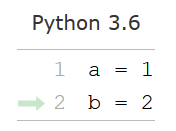 Python 3.6
1 a = 1
2 b = 2